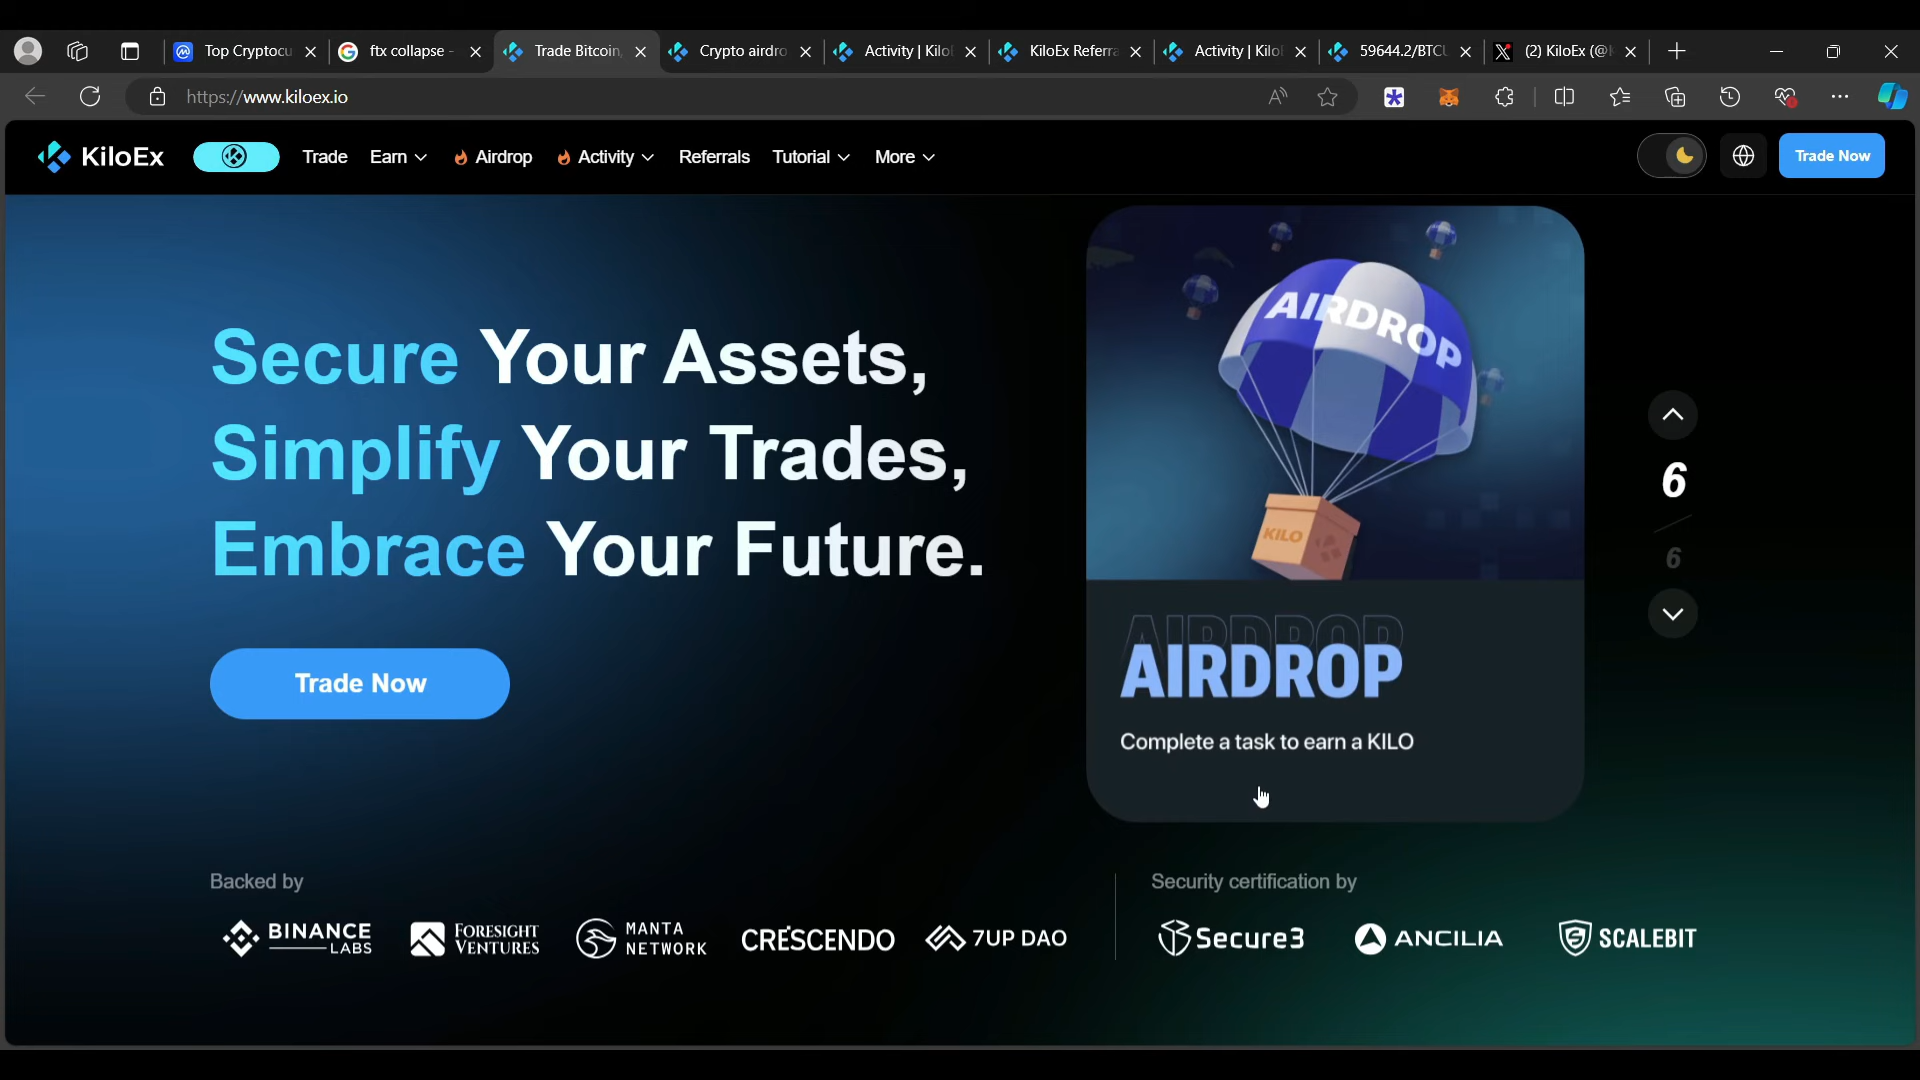 Top Cryptocu
ftx collapse -
Trade Bitcoin,
Crypto airdro
Activity | Kilo
KiloEx Referra
Activity | Kilo
59644.2/BTCU
(2) KiloEx (@
https://www.kiloex.io
KiloEx
Trade
Earn
Airdrop
Activity
Referrals
Tutorial
More
Trade Now
AIRDROP
KILO
Secure Your Assets,
Simplify Your Trades,
Embrace Your Future.
6
6
Trade Now
AIRDROP
AIRDROP
Complete a task to earn a KILO
Backed by
Security certification by
BINANCE
LABS
FORESIGHT
VENTURES
MANTA
NETWORK
CRESCENDO
7UP DAO
Secure3
ANCILIA
SCALEBIT